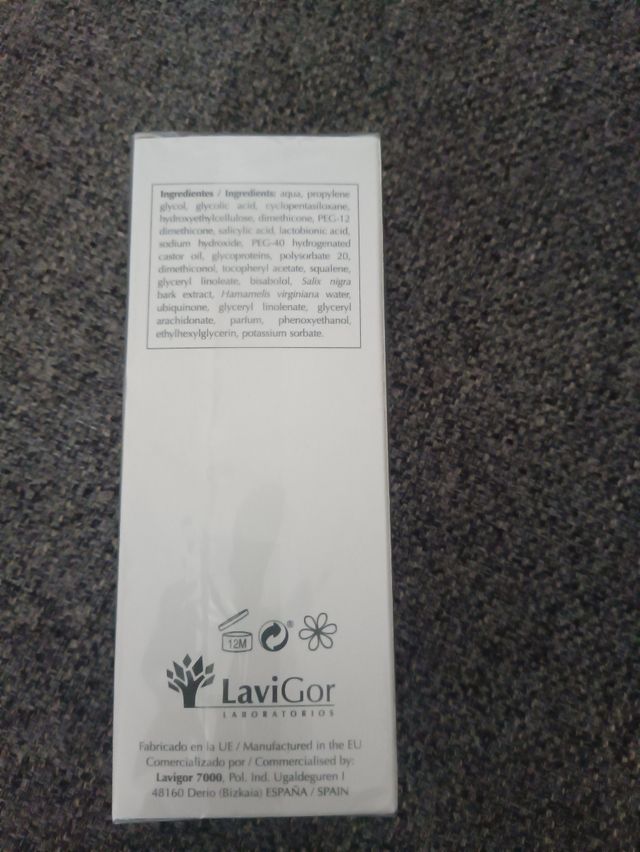 Ingredientes / Ingredients: aqua, propylene
glycol, glycolic acid, cyclopentasiloxane,
hydroxyethylcellulose, dimethicone, PEG-12
dimethicone, salicylic acid, lactobionic acid,
sodium hydroxide, PEG-40 hydrogenated
castor oil, glycoproteins, polysorbate 20,
dimethiconol, tocopheryl acetate, squalene,
glyceryl linoleate, bisabolol, Salix nigra
bark extract, Hamamelis virginiana water,
ubiquinone, glyceryl linolenate, glyceryl
arachidonate, parfum, phenoxyethanol,
ethylhexylglycerin, potassium sorbate.
12M
®
LaviGor
LABORATORIOS
Fabricado en la UE / Manufactured in the EU
Comercializado por / Commercialised by:
Lavigor 7000, Pol. Ind. Ugaldeguren I
48160 Derio (Bizkaia) ESPAÑA / SPAIN